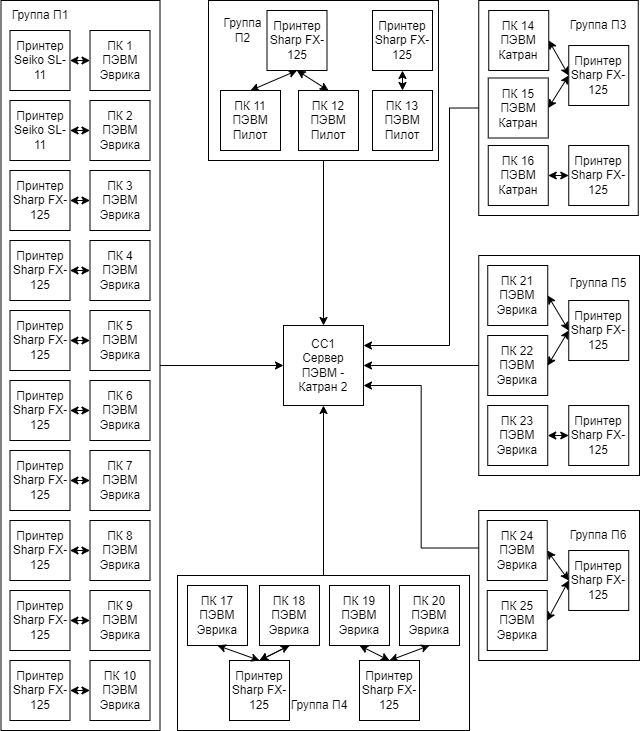 Группа П1
Принтер
Seiko SL-
11
ПК 1
ПЭВМ
Эврика
Принтер
Seiko SL-
11
ПК 2
ПЭВМ
Эврика
Принтер
Sharp FX-
125
ПК 3
ПЭВМ
Эврика
Принтер
Sharp FX-
125
ПК 4
ПЭВМ
Эврика
Принтер
Sharp FX-
125
ПК 5
ПЭВМ
Эврика
Принтер
Sharp FX-
125
ПК 6
ПЭВМ
Эврика
Принтер
Sharp FX-
125
ПК 7
ПЭВМ
Эврика
Принтер
Sharp FX-
125
ПК 8
ПЭВМ
Эврика
Принтер
Sharp FX-
125
ПК 9
ПЭВМ
Эврика
Принтер
Sharp FX-
125
ПК 10
ПЭВМ
Эврика
Группа
П2
Принтер
Sharp FX-
125
Принтер
Sharp FX-
125
ПК 11
ПЭВМ
Пилот
ПК 12
ПЭВМ
Пилот
ПК 13
ПЭВМ
Пилот
Группа П3
ПК 14
ПЭВМ
Катран
Принтер
Sharp FX-
125
ПК 15
ПЭВМ
Катран
ПК 16
ПЭВМ
Катран
Принтер
Sharp FX-
125
СС1
Сервер
ПЭВМ -
Катран 2
Группа П5
ПК 21
ПЭВМ
Эврика
Принтер
Sharp FX-
125
ПК 22
ПЭВМ
Эврика
ПК 23
ПЭВМ
Эврика
Принтер
Sharp FX-
125
Группа П6
ПК 24
ПЭВМ
Эврика
Принтер
Sharp FX-
125
ПК 25
ПЭВМ
Эврика
ПК 17
ПЭВМ
Эврика
ПК 18
ПЭВМ
Эврика
ПК 19
ПЭВМ
Эврика
ПК 20
ПЭВМ
Эврика
Принтер
Sharp FX-
125
Группа П4
Принтер
Sharp FX-
125